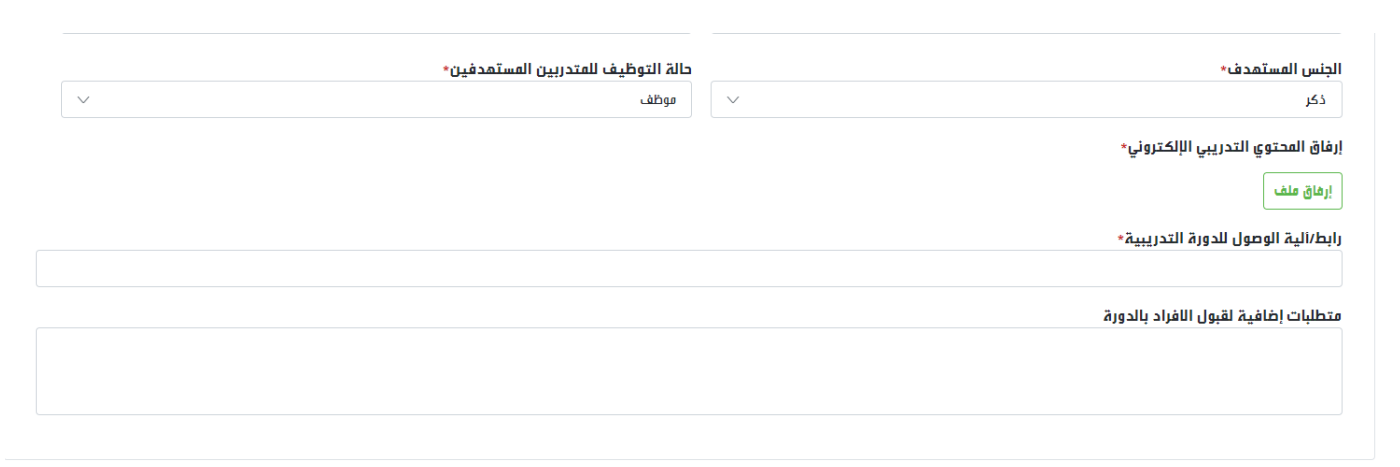 الجنس المستهدف*
حالة التوظيف للمتدربين المستهدفين*
ذكر
موظف
إرفاق المحتوي التدريبي الإلكتروني*
إرفاق ملف
رابط/آلية الوصول للدورة التدريبية*
متطلبات إضافية لقبول الافراد بالدورة